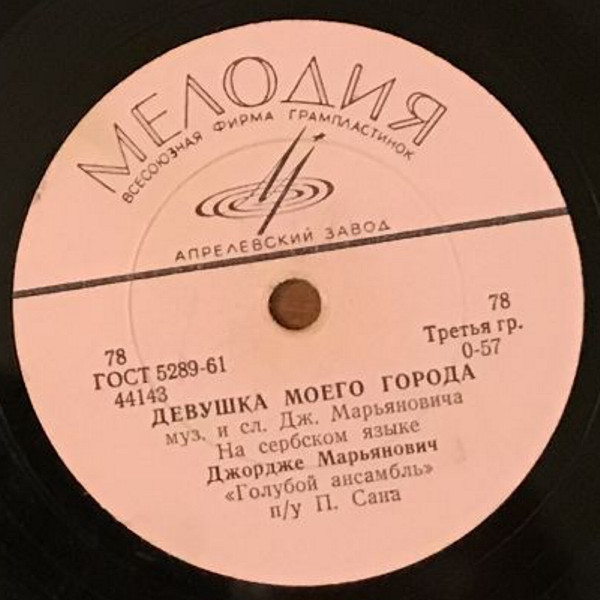 МЕЛОДИЯ
ВСЕСОЮЗНАЯ ФИРМА ГРАМПЛАСТИНОК
АПРЕЛЕВСКИЙ ЗАВОД
78
ГОСТ 5289-61
44143
78
Третья гр.
0-57
ДЕВУШКА МОЕГО ГОРОДА
муз. и сл. Дж. Марьяновича
На сербском языке
Джордже Марьянович
«Голубой ансамбль»
п/у П. Сана